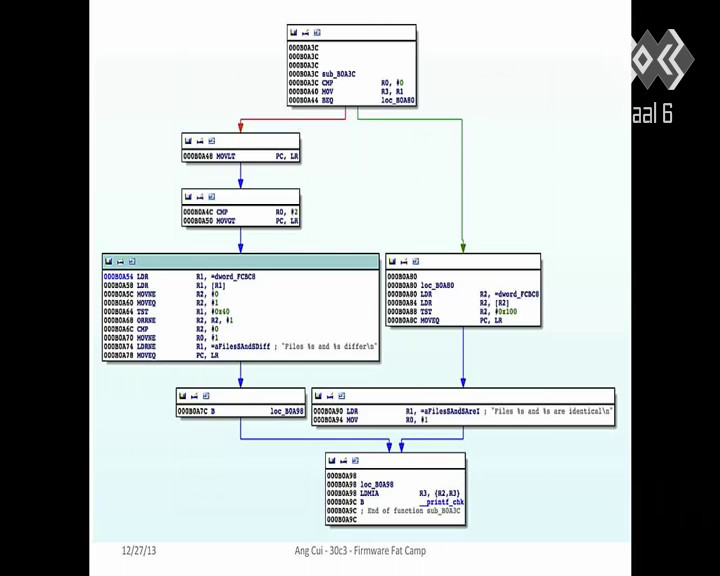 000B0A3C
000B0A3C
000B0A3C
000B0A3C sub_B0A3C
000B0A3C CMP R0, #0
000B0A40 MOV R3, R1
000B0A44 BEQ loc_B0A80
aal 6
000B0A48 MOVLT PC, LR
000B0A4C CMP R0, #2
000B0A50 MOVGT PC, LR
000B0A54 LDR R1, =dword_FCBC8
000B0A58 LDR R1, [R1]
000B0A5C MOVNE R2, #0
000B0A60 MOVEQ R2, #1
000B0A64 TST R1, #0x40
000B0A68 ORRNE R2, R2, #1
000B0A6C CMP R2, #0
000B0A70 MOVNE R0, #1
000B0A74 LDRNE R1, =aFilesSAndSDiff ; "Files %s and %s differ\n"
000B0A78 MOVEQ PC, LR
000B0A80
000B0A80 loc_B0A80
000B0A80 LDR R2, =dword_FCBC8
000B0A84 LDR R2, [R2]
000B0A88 TST R2, #0x100
000B0A8C MOVEQ PC, LR
000B0A7C B loc_B0A98
000B0A90 LDR R1, =aFilesSAndSAreI ; "Files %s and %s are identical\n"
000B0A94 MOV R0, #1
000B0A98
000B0A98 loc_B0A98
000B0A98 LDMIA R3, {R2,R3}
000B0A9C B __printf_chk
000B0A9C ; End of function sub_B0A3C
000B0A9C
12/27/13
Ang Cui - 30c3 - Firmware Fat Camp